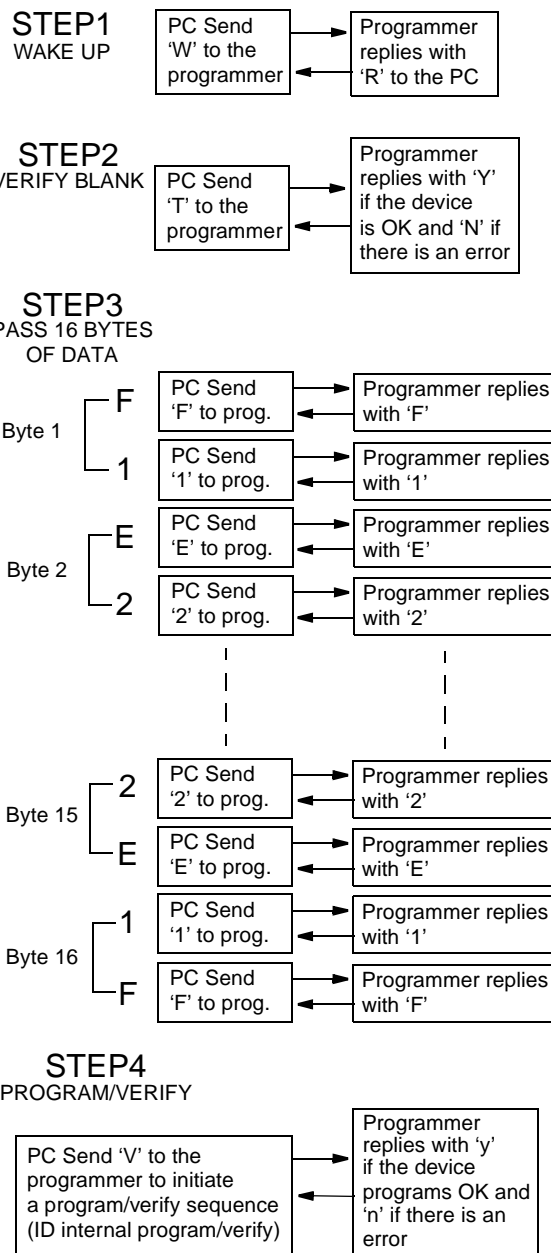 STEP1
WAKE UP
PC Send
‘W’ to the
programmer
Programmer
replies with
‘R’ to the PC
STEP2
VERIFY BLANK
PC Send
‘T’ to the
programmer
Programmer
replies with ‘Y’
if the device
is OK and ‘N’ if
there is an error
STEP3
PASS 16 BYTES
OF DATA
Byte 1
F
PC Send
‘F’ to prog.
Programmer replies
with ‘F’
1
PC Send
‘1’ to prog.
Programmer replies
with ‘1’
Byte 2
E
PC Send
‘E’ to prog.
Programmer replies
with ‘E’
2
PC Send
‘2’ to prog.
Programmer replies
with ‘2’
Byte 15
2
PC Send
‘2’ to prog.
Programmer replies
with ‘2’
E
PC Send
‘E’ to prog.
Programmer replies
with ‘E’
Byte 16
1
PC Send
‘1’ to prog.
Programmer replies
with ‘1’
F
PC Send
‘F’ to prog.
Programmer replies
with ‘F’
STEP4
PROGRAM/VERIFY
PC Send ‘V’ to the
programmer to initiate
a program/verify sequence
(ID internal program/verify)
Programmer
replies with ‘y’
if the device
programs OK and
‘n’ if there is an
error